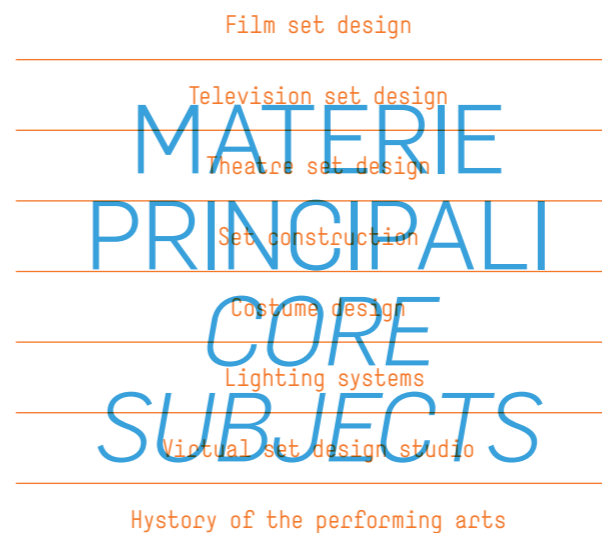 Film set design
Television set design
MATERIE
Theatre set design
PRINCIPALI
Set construction
CORE
Costume design
Lighting systems
SUBJECTS
Virtual set design studio
Hystory of the performing arts